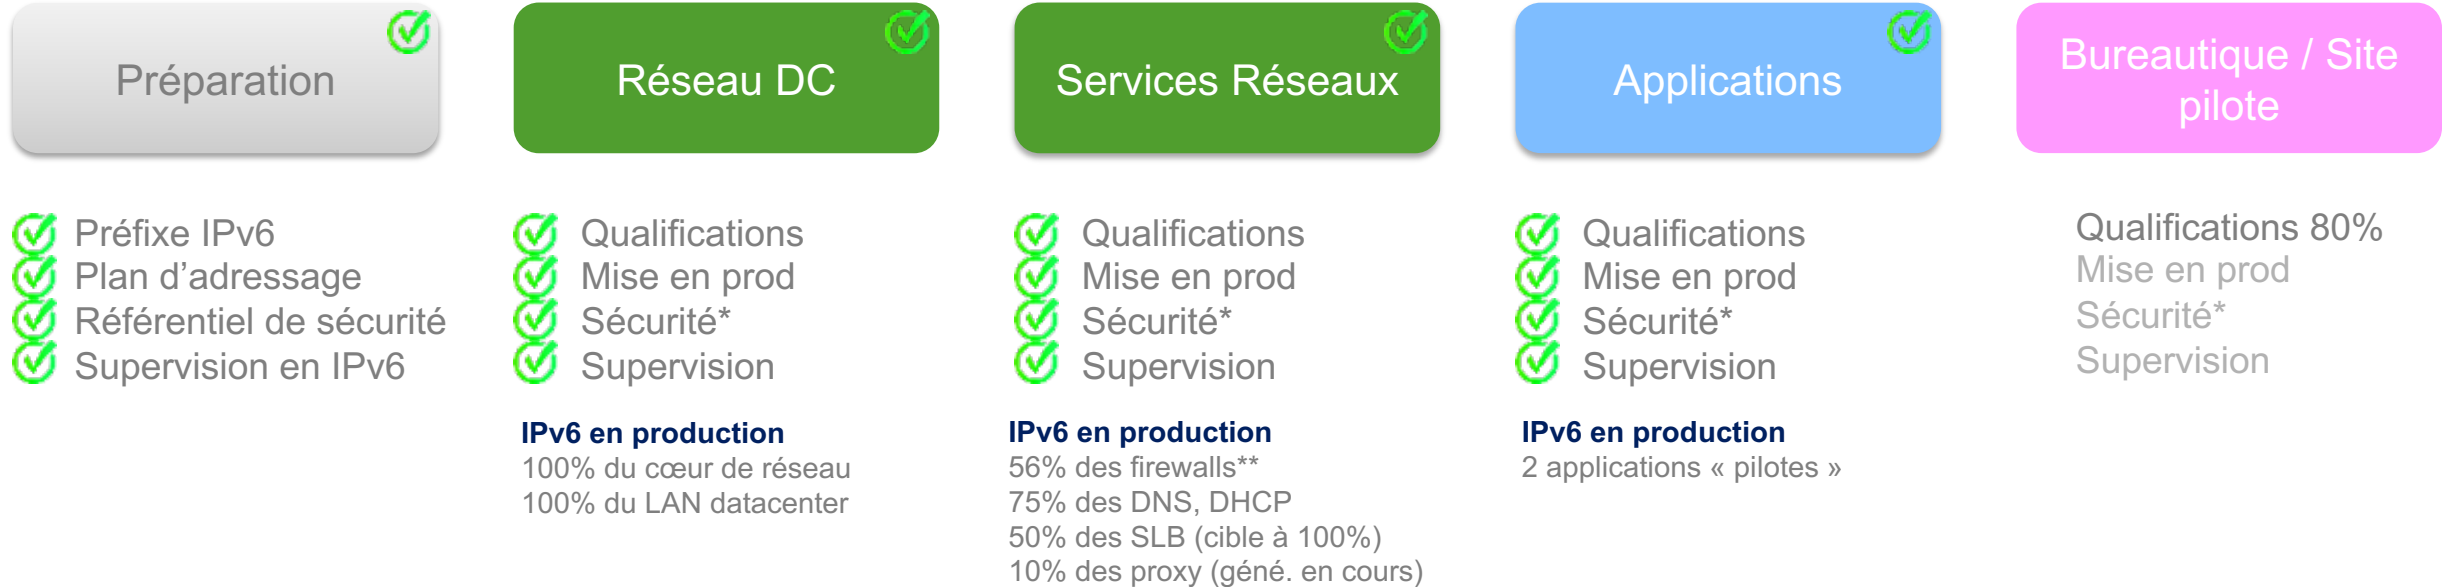 Préparation
Réseau DC
Services Réseaux
Applications
Bureautique / Site
pilote
Préfixe IPv6
Plan d'adressage
Référentiel de sécurité
Supervision en IPv6
Qualifications
Mise en prod
Sécurité*
Supervision
IPv6 en production
100% du cœur de réseau
100% du LAN datacenter
Qualifications
Mise en prod
Sécurité*
Supervision
IPv6 en production
56% des firewalls**
75% des DNS, DHCP
50% des SLB (cible à 100%)
10% des proxy (géné. en cours)
Qualifications
Mise en prod
Sécurité*
Supervision
IPv6 en production
2 applications « pilotes »
Qualifications 80%
Mise en prod
Sécurité*
Supervision